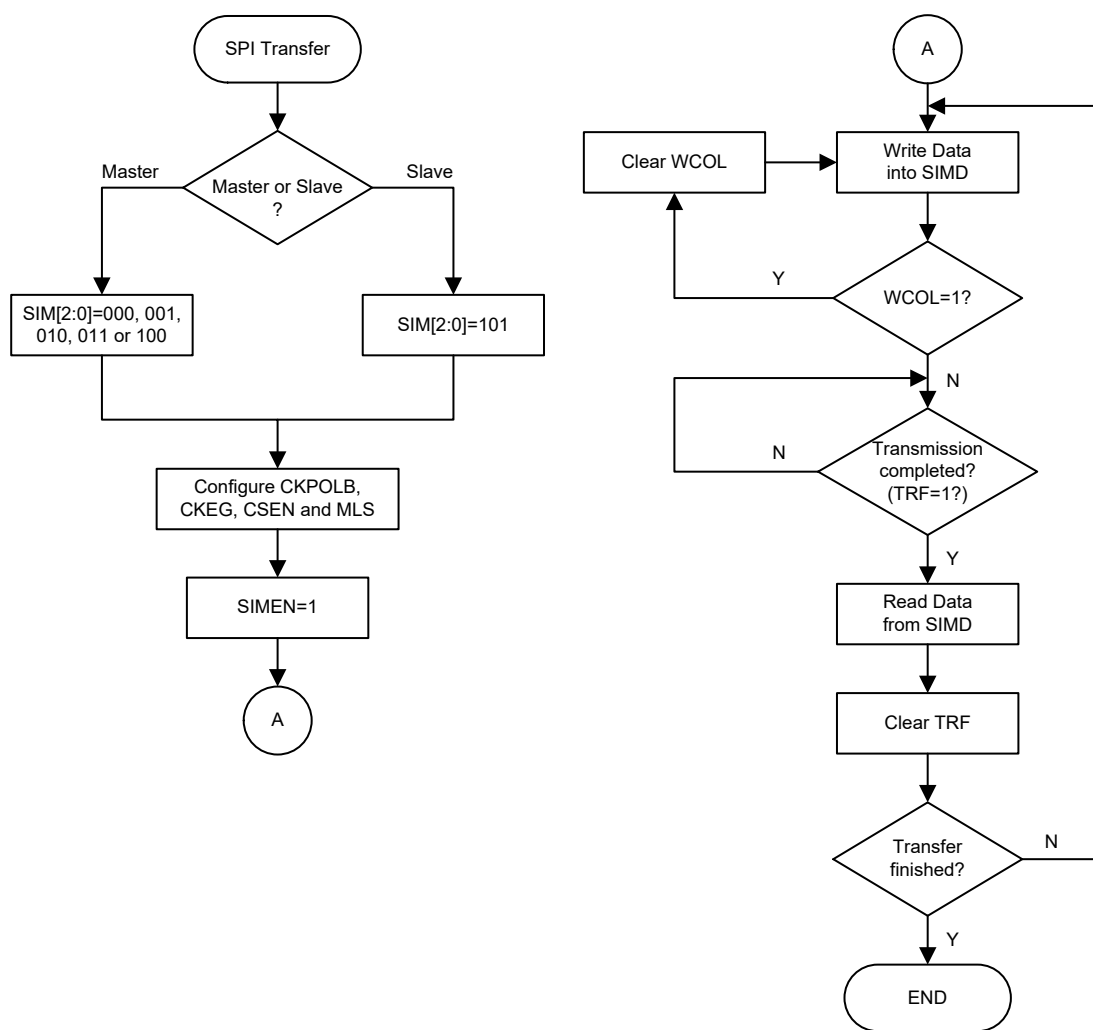 SPI Transfer
Master
Slave
Master or Slave
?
SIM[2:0]=000, 001,
010, 011 or 100
SIM[2:0]=101
Configure CKPOLB,
CKEG, CSEN and MLS
SIMEN=1
A
A
Clear WCOL
Write Data
into SIMD
Y
WCOL=1?
N
N
Transmission
completed?
(TRF=1?)
Y
Read Data
from SIMD
Clear TRF
Transfer
finished?
N
Y
END